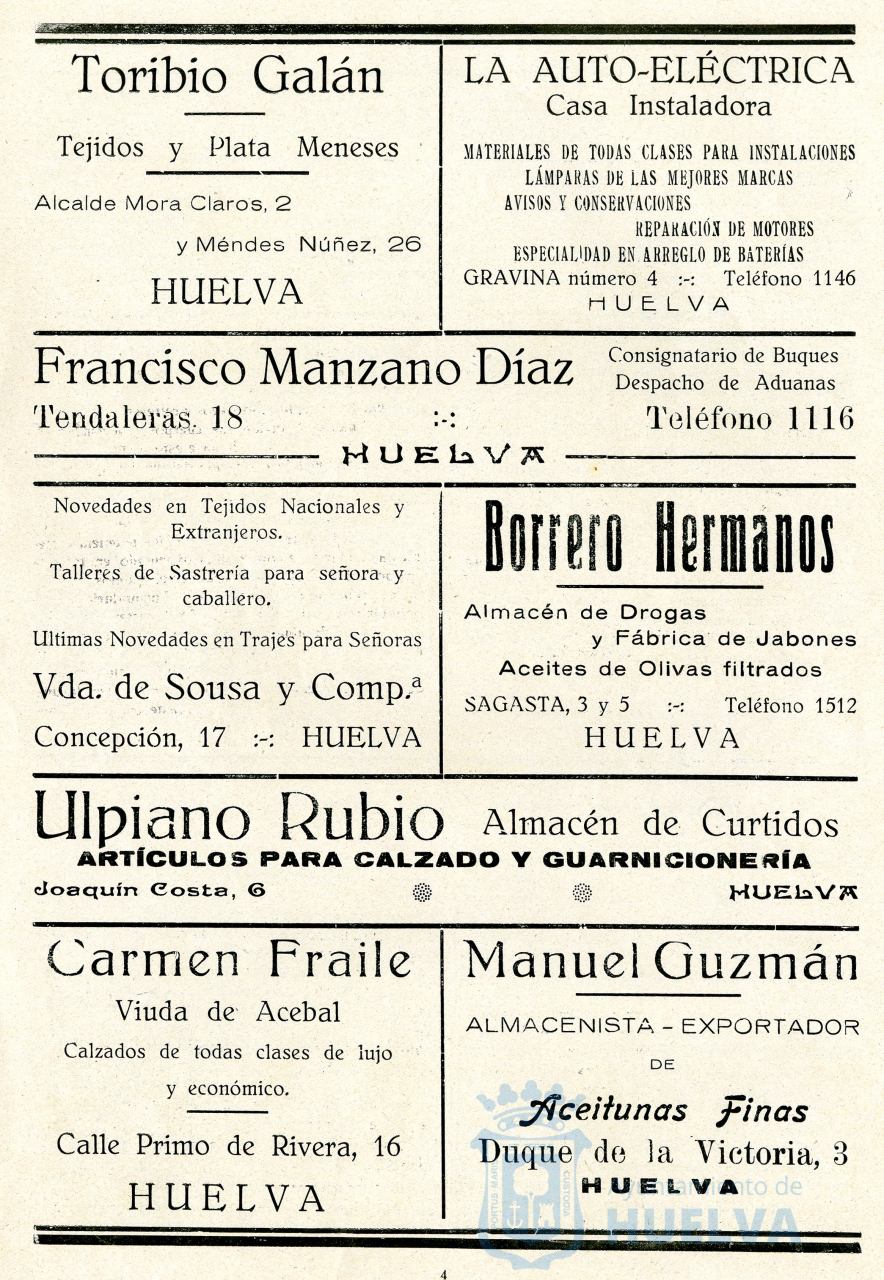 Toribio Galán
Tejidos y Plata Meneses
Alcalde Mora Claros, 2
y Méndes Núñez, 26
HUELVA
LA AUTO-ELÉCTRICA
Casa Instaladora
MATERIALES DE TODAS CLASES PARA INSTALACIONES
LÁMPARAS DE LAS MEJORES MARCAS
AVISOS Y CONSERVACIONES
REPARACIÓN DE MOTORES
ESPECIALIDAD EN ARREGLO DE BATERÍAS
GRAVINA número 4 :-: Teléfono 1146
HUELVA
Francisco Manzano Díaz
Consignatario de Buques
Despacho de Aduanas
Tendaleras. 18 :-: Teléfono 1116
HUELVA
Novedades en Tejidos Nacionales y
Extranjeros.
Talleres de Sastrería para señora y
caballero.
Ultimas Novedades en Trajes para Señoras
Vda. de Sousa y Comp.ª
Concepción, 17 :-: HUELVA
Borrero Hermanos
Almacén de Drogas
y Fábrica de Jabones
Aceites de Olivas filtrados
SAGASTA, 3 y 5 :-: Teléfono 1512
HUELVA
Ulpiano Rubio Almacén de Curtidos
ARTÍCULOS PARA CALZADO Y GUARNICIONERÍA
Joaquín Costa, 6 HUELVA
Carmen Fraile
Viuda de Acebal
Calzados de todas clases de lujo
y económico.
Calle Primo de Rivera, 16
HUELVA
Manuel Guzmán
ALMACENISTA - EXPORTADOR
DE
Aceitunas Finas
Duque de la Victoria, 3
HUELVA
PORTUS MARIS
CUSTODIA
Ayuntamiento de
HUELVA
4